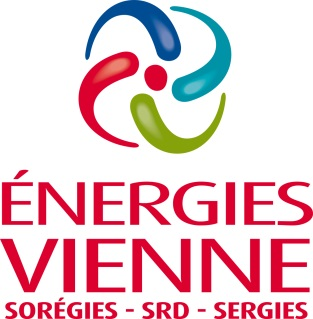 ÉNERGIES
VIENNE
SORÉGIES - SRD - SERGIES